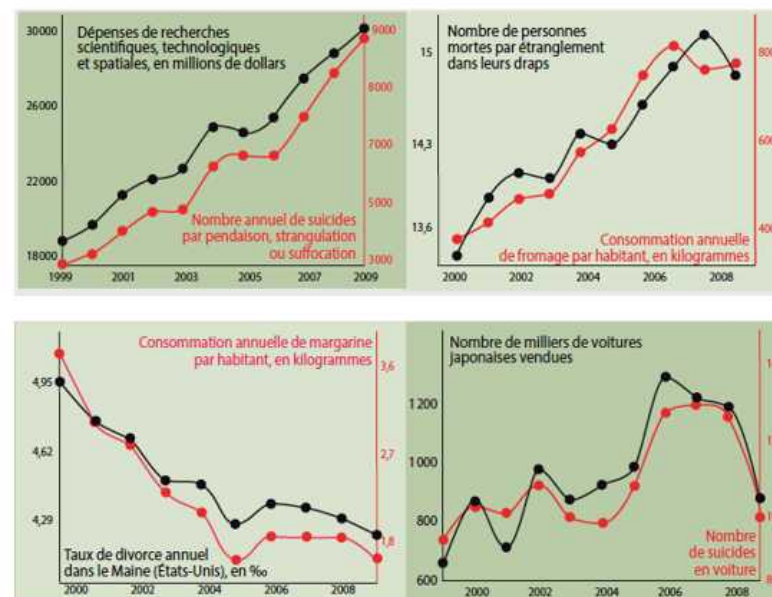 30000
26000
22000
18000
Dépenses de recherches
scientifiques, technologiques
et spatiales, en millions de dollars
9000
8000
7000
5000
3000
Nombre annuel de suicides
par pendaison, strangulation
ou suffocation
1999
2001
2003
2005
2007
2009
Nombre de personnes
mortes par étranglement
dans leurs draps
15
14,3
13,6
800
600
400
Consommation annuelle
de fromage par habitant, en kilogrammes
2000
2002
2004
2006
2008
Consommation annuelle de margarine
par habitant, en kilogrammes
4,95
4,62
4,29
3,6
2,7
1,8
Taux de divorce annuel
dans le Maine (États-Unis), en ‰
2000
2002
2004
2006
2008
Nombre de milliers de voitures
japonaises vendues
1 200
1 000
800
600
Nombre
de suicides
en voiture
2000
2002
2004
2006
2008